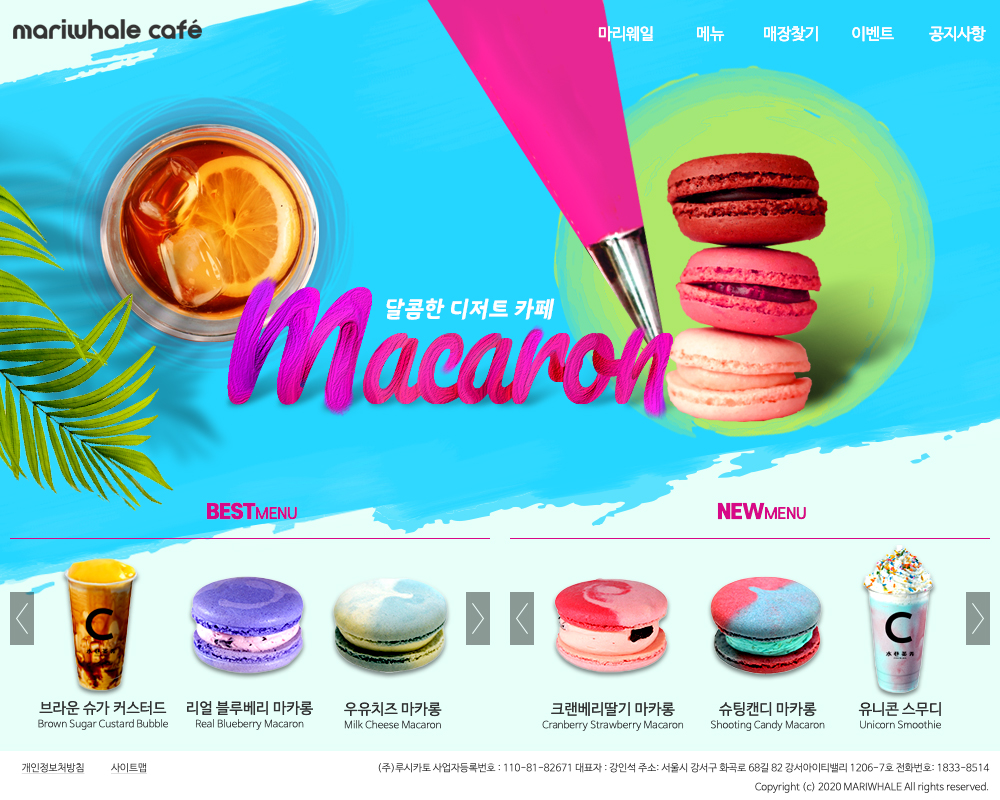 mariwhale café
마리웨일 메뉴 매장찾기 이벤트 공지사항
달콤한 디저트 카페
Macaron
BESTMENU
NEWMENU
브라운 슈가 커스터드
Brown Sugar Custard Bubble
리얼 블루베리 마카롱
Real Blueberry Macaron
우유치즈 마카롱
Milk Cheese Macaron
크랜베리딸기 마카롱
Cranberry Strawberry Macaron
슈팅캔디 마카롱
Shooting Candy Macaron
유니콘 스무디
Unicorn Smoothie
개인정보처방침 사이트맵
(주)루시카토 사업자등록번호 : 110-81-82671 대표자 : 강인석 주소: 서울시 강서구 화곡로 68길 82 강서아이티밸리 1206-7호 전화번호: 1833-8514
Copyright (c) 2020 MARIWHALE All rights reserved.